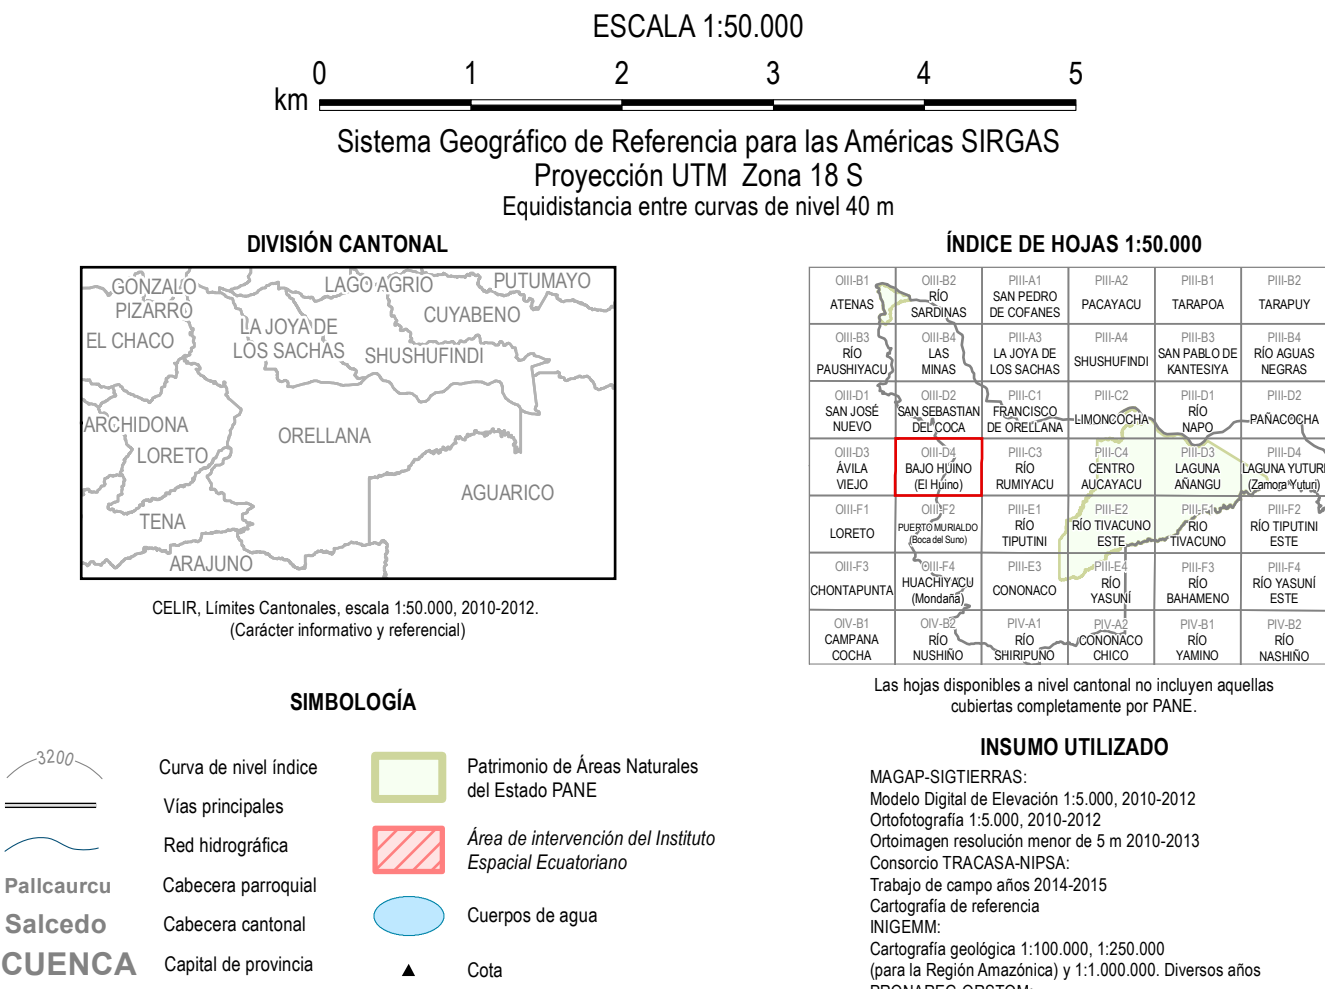 ESCALA 1:50.000
0 1 2 3 4 5
km
Sistema Geográfico de Referencia para las Américas SIRGAS
Proyección UTM Zona 18 S
Equidistancia entre curvas de nivel 40 m
DIVISIÓN CANTONAL
GONZALO
PIZARRO
LAGO AGRIO
PUTUMAYO
CUYABENO
EL CHACO
LA JOYA DE
LOS SACHAS
SHUSHUFINDI
ARCHIDONA
ORELLANA
LORETO
AGUARICO
TENA
ARAJUNO
CELIR, Límites Cantonales, escala 1:50.000, 2010-2012.
(Carácter informativo y referencial)
ÍNDICE DE HOJAS 1:50.000
OIII-B1
ATENAS
OIII-B2
RÍO
SARDINAS
PIII-A1
SAN PEDRO
DE COFANES
PIII-A2
PACAYACU
PIII-B1
TARAPOA
PIII-B2
TARAPUY
OIII-B3
RÍO
PAUSHIYACU
OIII-B4
LAS
MINAS
PIII-A3
LA JOYA DE
LOS SACHAS
PIII-A4
SHUSHUFINDI
PIII-B3
SAN PABLO DE
KANTESIYA
PIII-B4
RÍO AGUAS
NEGRAS
OIII-D1
SAN JOSÉ
NUEVO
OIII-D2
SAN SEBASTIAN
DEL COCA
PIII-C1
FRANCISCO
DE ORELLANA
PIII-C2
LIMONCOCHA
PIII-D1
RÍO
NAPO
PIII-D2
PAÑACOCHA
OIII-D3
ÁVILA
VIEJO
OIII-D4
BAJO HUINO
(El Huíno)
PIII-C3
RÍO
RUMIYACU
PIII-C4
CENTRO
AUCAYACU
PIII-D3
LAGUNA
AÑANGU
PIII-D4
LAGUNA YUTURI
(Zamora Yuturi)
OIII-F1
LORETO
OIII-F2
PUERTO MURIALDO
(Boca del Suno)
PIII-E1
RÍO
TIPUTINI
PIII-E2
RÍO TIVACUNO
ESTE
PIII-F1
RÍO
TIVACUNO
PIII-F2
RÍO TIPUTINI
ESTE
OIII-F3
CHONTAPUNTA
OIII-F4
HUACHIYACU
(Mondaña)
PIII-E3
CONONACO
PIII-E4
RÍO
YASUNÍ
PIII-F3
RÍO
BAHAMENO
PIII-F4
RÍO YASUNÍ
ESTE
OIV-B1
CAMPANA
COCHA
OIV-B2
RÍO
NUSHIÑO
PIV-A1
RÍO
SHIRIPUNO
PIV-A2
CONONACO
CHICO
PIV-B1
RÍO
YAMINO
PIV-B2
RÍO
NASHIÑO
Las hojas disponibles a nivel cantonal no incluyen aquellas
cubiertas completamente por PANE.
SIMBOLOGÍA
3200
Curva de nivel índice
Vías principales
Red hidrográfica
Pallcaurcu Cabecera parroquial
Salcedo Cabecera cantonal
CUENCA Capital de provincia
Patrimonio de Áreas Naturales
del Estado PANE
Área de intervención del Instituto
Espacial Ecuatoriano
Cuerpos de agua
Cota
INSUMO UTILIZADO
MAGAP-SIGTIERRAS:
Modelo Digital de Elevación 1:5.000, 2010-2012
Ortofotografía 1:5.000, 2010-2012
Ortoimagen resolución menor de 5 m 2010-2013
Consorcio TRACASA-NIPSA:
Trabajo de campo años 2014-2015
Cartografía de referencia
INIGEMM:
Cartografía geológica 1:100.000, 1:250.000
(para la Región Amazónica) y 1:1.000.000. Diversos años
PRONAREG-ORSTOM: